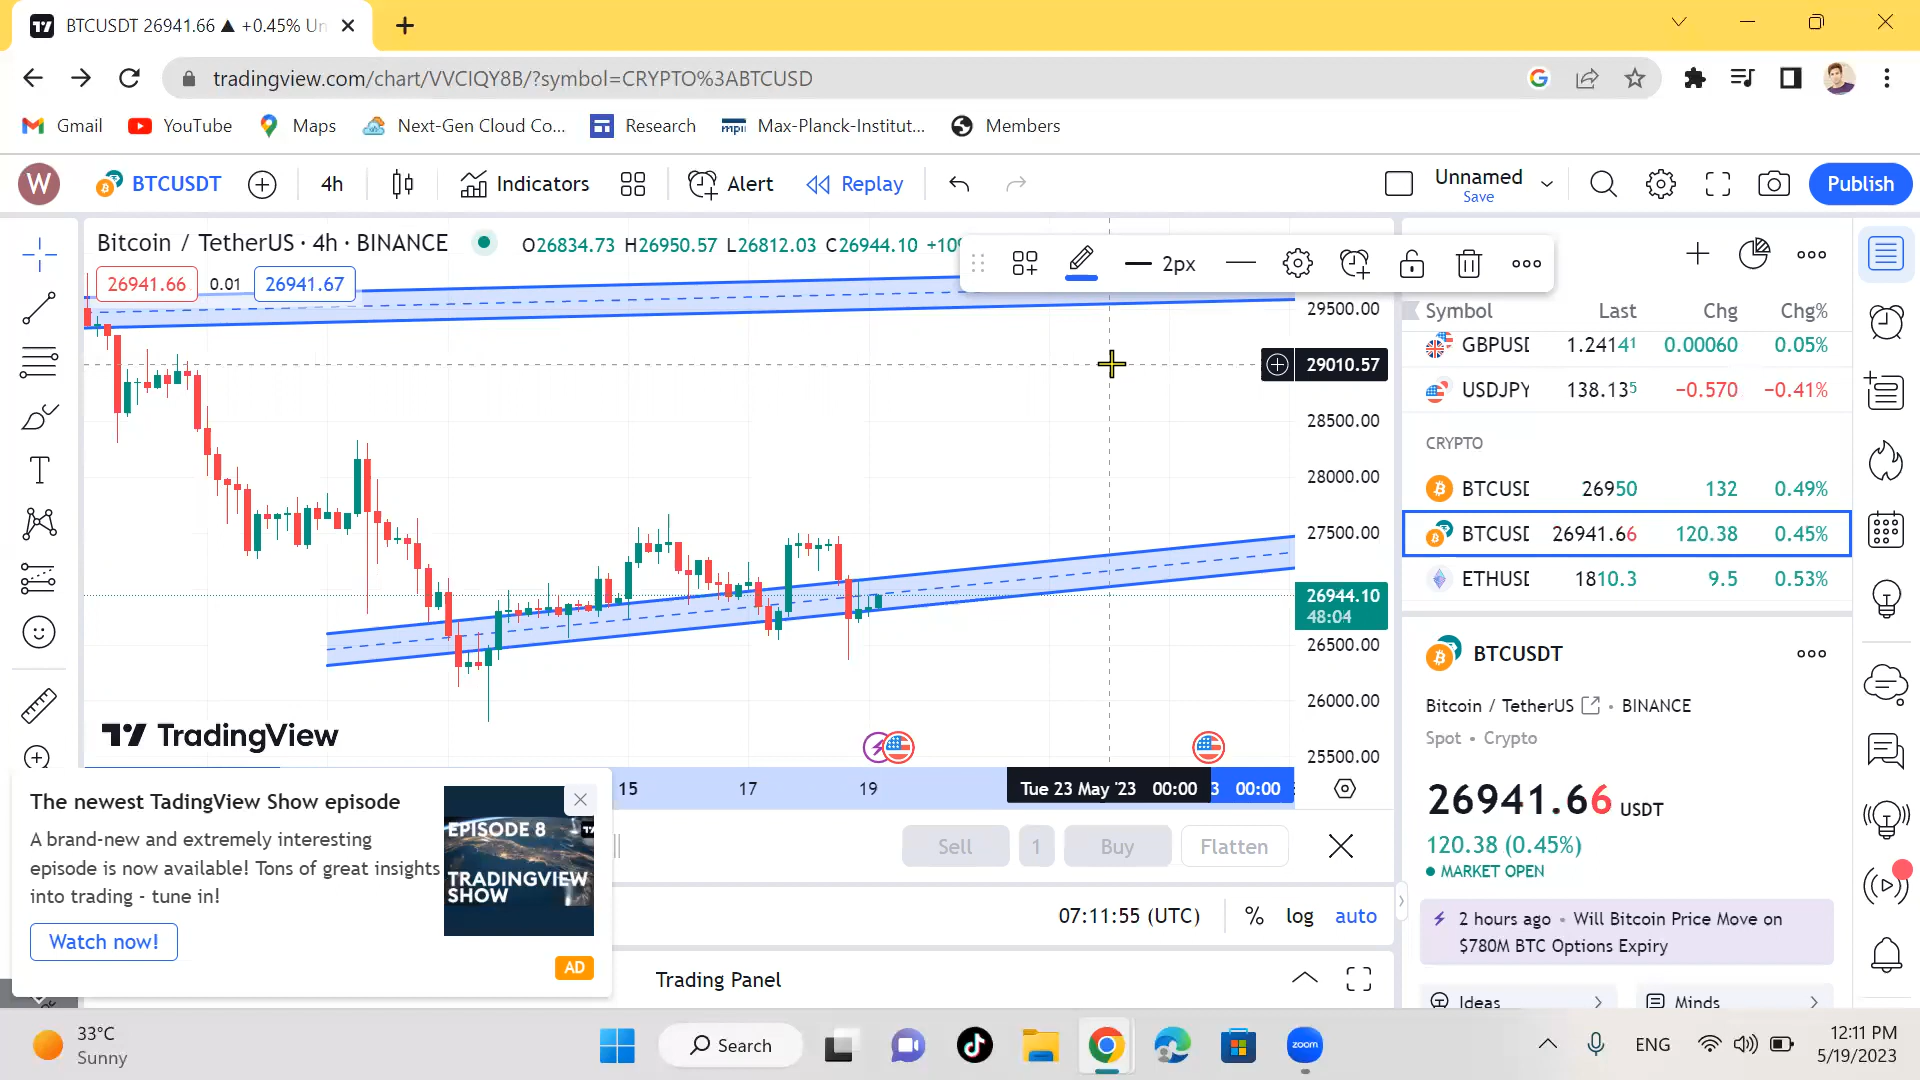 BTCUSDT 26941.66 ▲ +0.45% Un
tradingview.com/chart/VVCIQY8B/?symbol=CRYPTO%3ABTCUSD
Gmail YouTube Maps Next-Gen Cloud Co... Research Max-Planck-Institut... Members
W BTCUSDT 4h Indicators Alert Replay Unnamed Publish
Save
Bitcoin / TetherUS · 4h · BINANCE O26834.73 H26950.57 L26812.03 C26944.10
26941.66 0.01 26941.67
2px
29500.00
29010.57
28500.00
28000.00
27500.00
26944.10
48:04
26500.00
26000.00
25500.00
TradingView
15 17 19 Tue 23 May '23 00:00 3 00:00
Symbol Last Chg Chg%
GBPUSD 1.24141 0.00060 0.05%
USDJPY 138.135 −0.570 −0.41%
CRYPTO
BTCUSD 26950 132 0.49%
BTCUSD 26941.66 120.38 0.45%
ETHUSD 1810.3 9.5 0.53%
BTCUSDT
Bitcoin / TetherUS • BINANCE
Spot • Crypto
26941.66 USDT
120.38 (0.45%)
MARKET OPEN
2 hours ago • Will Bitcoin Price Move on
$780M BTC Options Expiry
Ideas Minds
The newest TadingView Show episode
A brand-new and extremely interesting
episode is now available! Tons of great insights
into trading - tune in!
Watch now!
EPISODE 8
TRADINGVIEW
SHOW
AD
Sell 1 Buy Flatten
07:11:55 (UTC) % log auto
Trading Panel
33°C
Sunny
Search
zoom
ENG
12:11 PM
5/19/2023